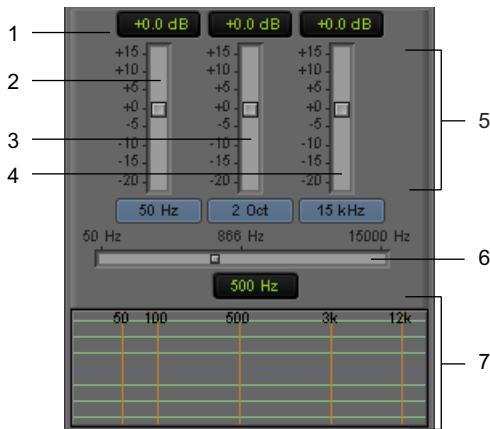 +0.0 dB +0.0 dB +0.0 dB
1
+15 +15 +15
2
+10 +10 +10
+5 +5 +5
+0 +0 +0
5
-5 -5 -5
3
-10 -10 -10
-15 -15 -15
4
-20 -20 -20
50 Hz 2 Oct 15 kHz
50 Hz 866 Hz 15000 Hz
6
500 Hz
50 100 500 3k 12k
7